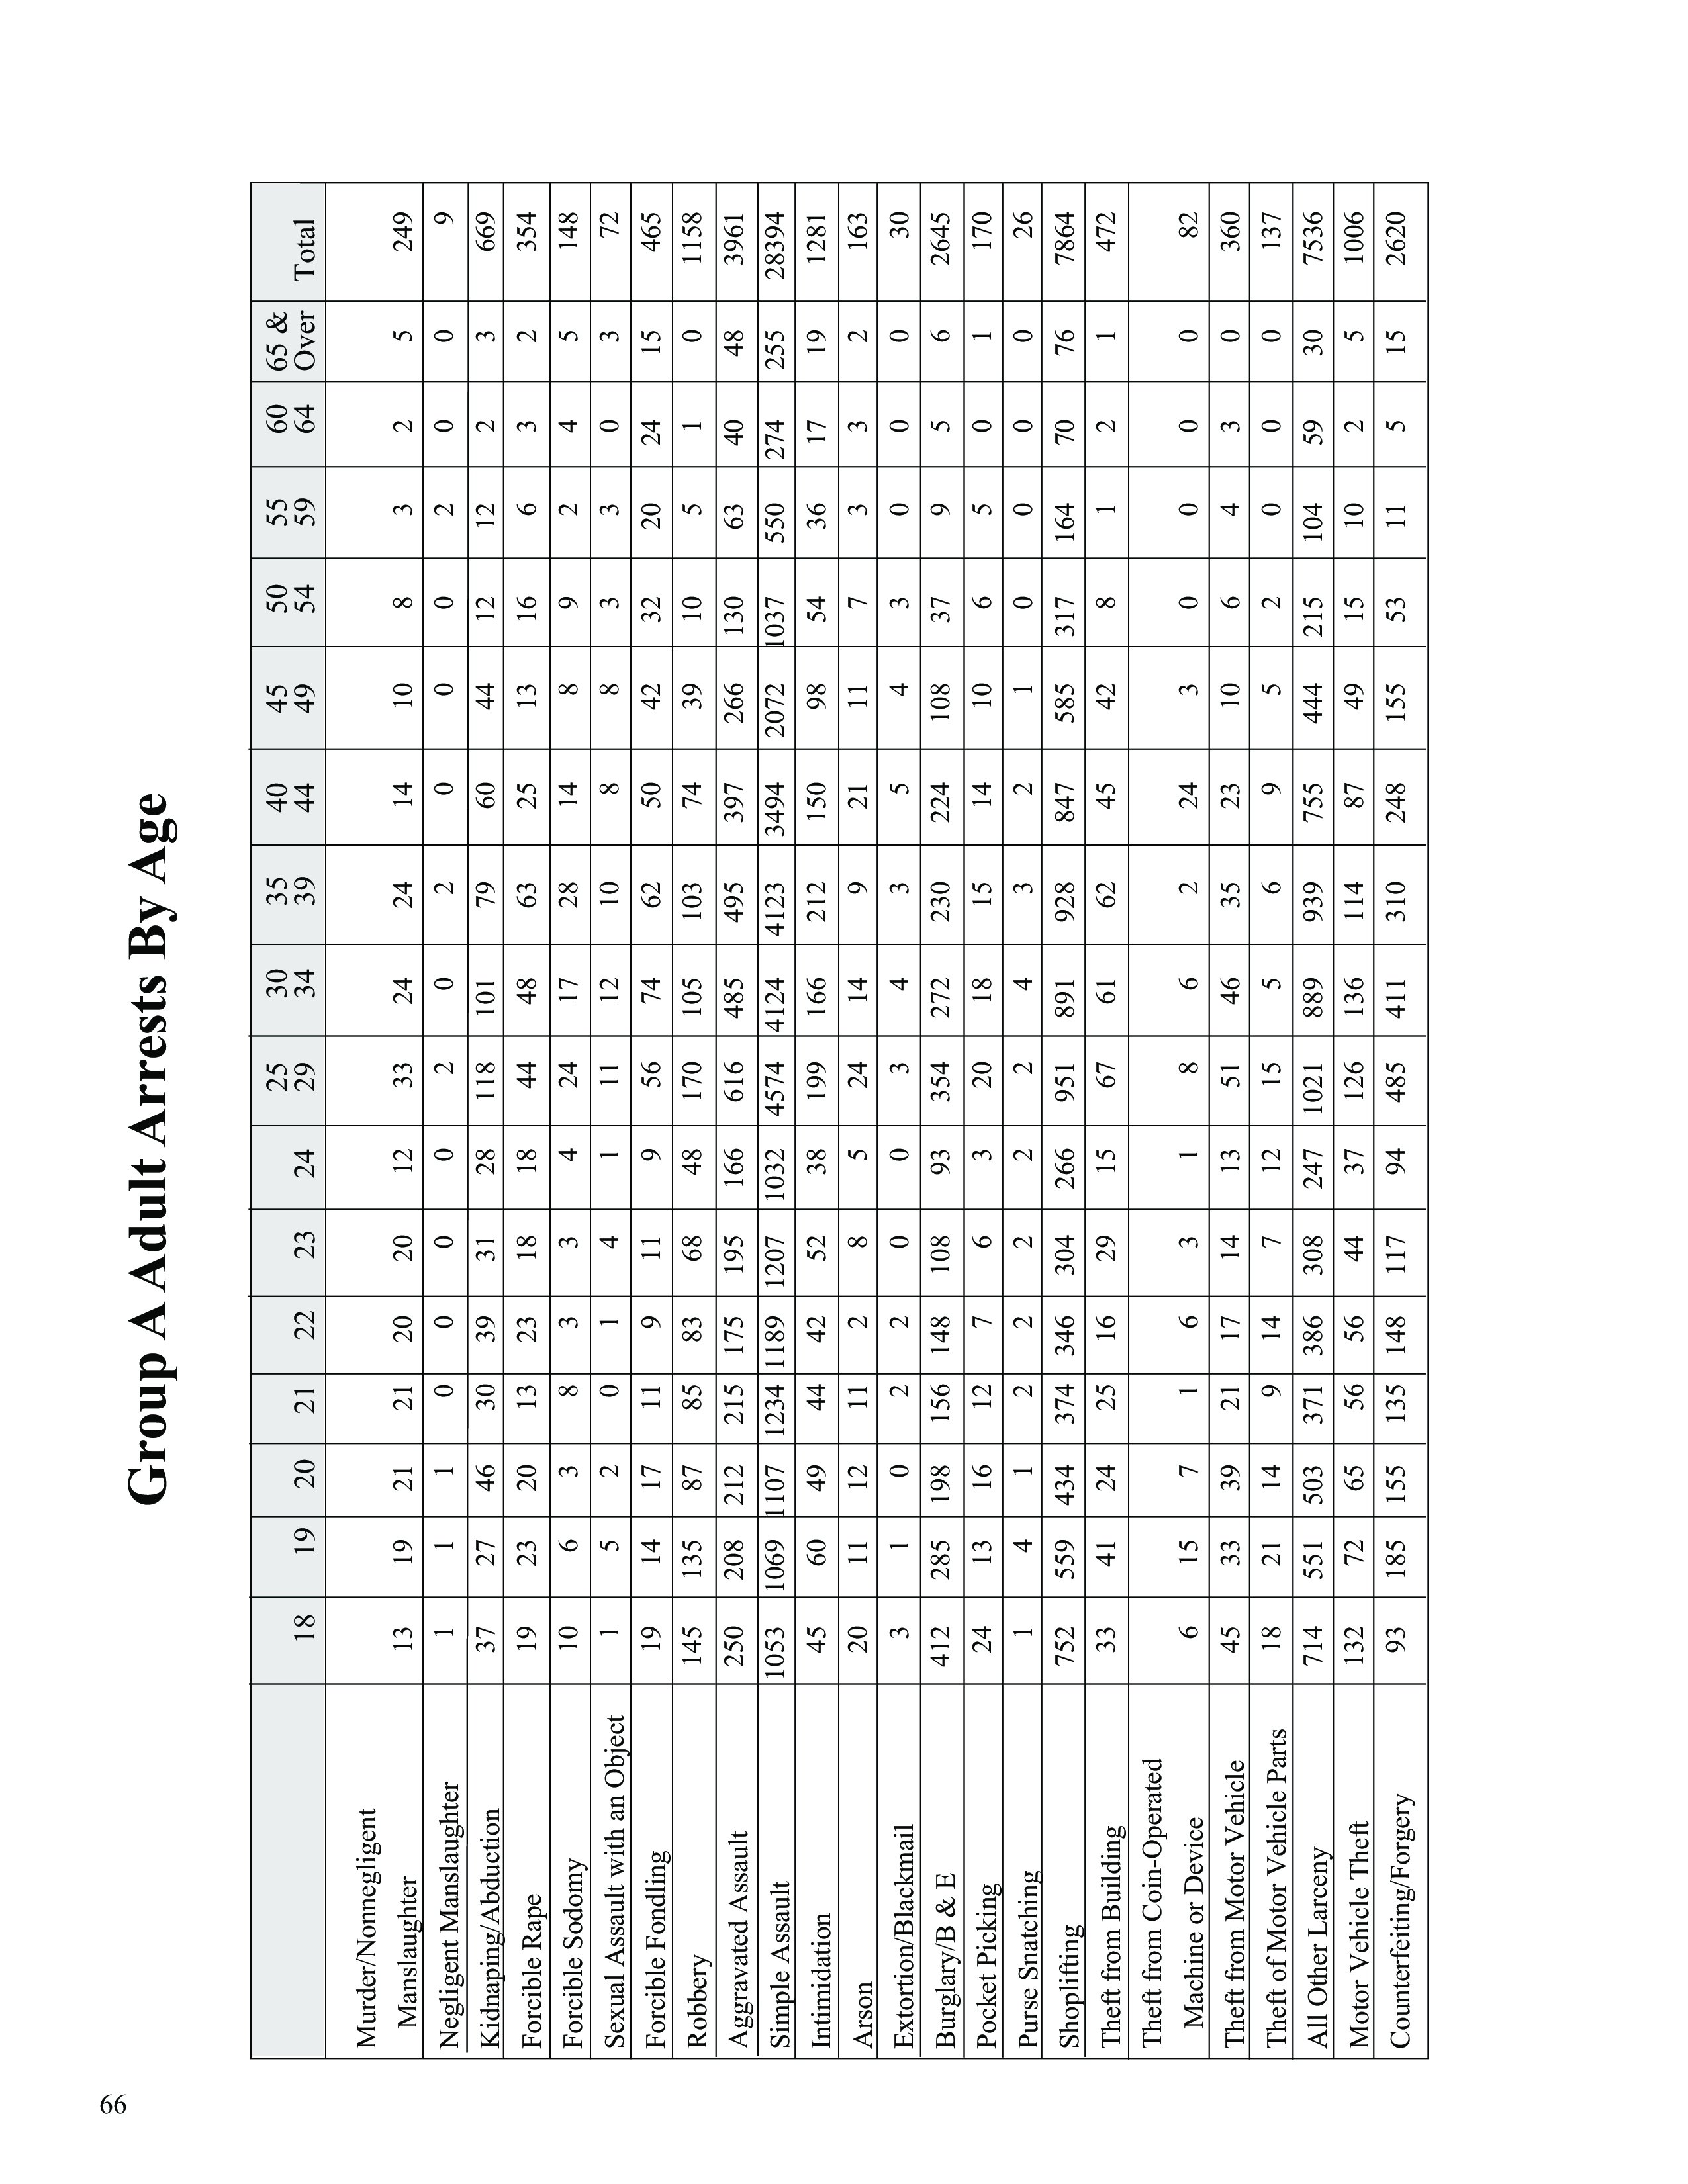 Group A Adult Arrests By Age
18 19 20 21 22 23 24 25 29 30 34 35 39 40 44 45 49 50 54 55 59 60 64 65 & Over Total
Murder/Nonnegligent
Manslaughter 13 19 21 21 20 20 12 33 24 24 14 10 8 3 2 5 249
Negligent Manslaughter 1 1 1 0 0 0 0 2 0 2 0 0 0 2 0 0 9
Kidnaping/Abduction 37 27 46 30 39 31 28 118 101 79 60 44 12 12 2 3 669
Forcible Rape 19 23 20 13 23 18 18 44 48 63 25 13 16 6 3 2 354
Forcible Sodomy 10 6 3 8 3 3 4 24 17 28 14 8 9 2 4 5 148
Sexual Assault with an Object 1 5 2 0 1 4 1 11 12 10 8 8 3 3 0 3 72
Forcible Fondling 19 14 17 11 9 11 9 56 74 62 50 42 32 20 24 15 465
Robbery 145 135 87 85 83 68 48 170 105 103 74 39 10 5 1 0 1158
Aggravated Assault 250 208 212 215 175 195 166 616 485 495 397 266 130 63 40 48 3961
Simple Assault 1053 1069 1107 1234 1189 1207 1032 4574 4124 4123 3494 2072 1037 550 274 255 28394
Intimidation 45 60 49 44 42 52 38 199 166 212 150 98 54 36 17 19 1281
Arson 20 11 12 11 2 8 5 24 14 9 21 11 7 3 3 2 163
Extortion/Blackmail 3 1 0 2 2 0 0 3 4 3 5 4 3 0 0 0 30
Burglary/B & E 412 285 198 156 148 108 93 354 272 230 224 108 37 9 5 6 2645
Pocket Picking 24 13 16 12 7 6 3 20 18 15 14 10 6 5 0 1 170
Purse Snatching 1 4 1 2 2 2 2 2 4 3 2 1 0 0 0 0 26
Shoplifting 752 559 434 374 346 304 266 951 891 928 847 585 317 164 70 76 7864
Theft from Building 33 41 24 25 16 29 15 67 61 62 45 42 8 1 2 1 472
Theft from Coin-Operated
Machine or Device 6 15 7 1 6 3 1 8 6 2 24 3 0 0 0 0 82
Theft from Motor Vehicle 45 33 39 21 17 14 13 51 46 35 23 10 6 4 3 0 360
Theft of Motor Vehicle Parts 18 21 14 9 14 7 12 15 5 6 9 5 2 0 0 0 137
All Other Larceny 714 551 503 371 386 308 247 1021 889 939 755 444 215 104 59 30 7536
Motor Vehicle Theft 132 72 65 56 56 44 37 126 136 114 87 49 15 10 2 5 1006
Counterfeiting/Forgery 93 185 155 135 148 117 94 485 411 310 248 155 53 11 5 15 2620
66